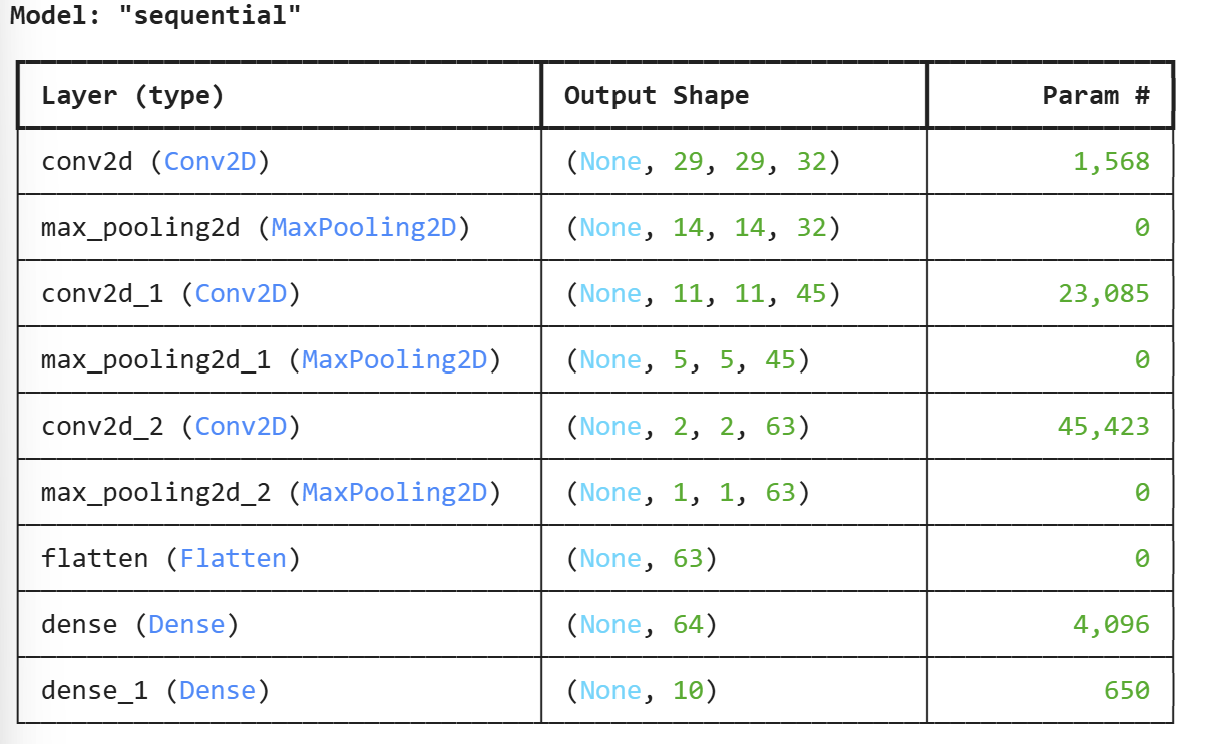 Model: "sequential"
Layer (type) Output Shape Param #
conv2d (Conv2D) (None, 29, 29, 32) 1,568
max_pooling2d (MaxPooling2D) (None, 14, 14, 32) 0
conv2d_1 (Conv2D) (None, 11, 11, 45) 23,085
max_pooling2d_1 (MaxPooling2D) (None, 5, 5, 45) 0
conv2d_2 (Conv2D) (None, 2, 2, 63) 45,423
max_pooling2d_2 (MaxPooling2D) (None, 1, 1, 63) 0
flatten (Flatten) (None, 63) 0
dense (Dense) (None, 64) 4,096
dense_1 (Dense) (None, 10) 650